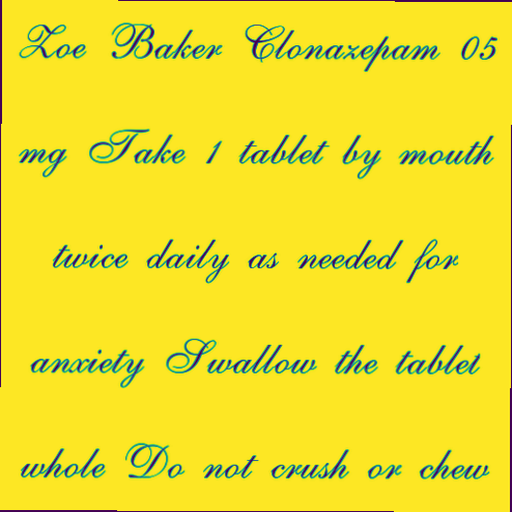 Zoe Baker Clonazepam 05
mg Take 1 tablet by mouth
twice daily as needed for
anxiety Swallow the tablet
whole Do not crush or chew